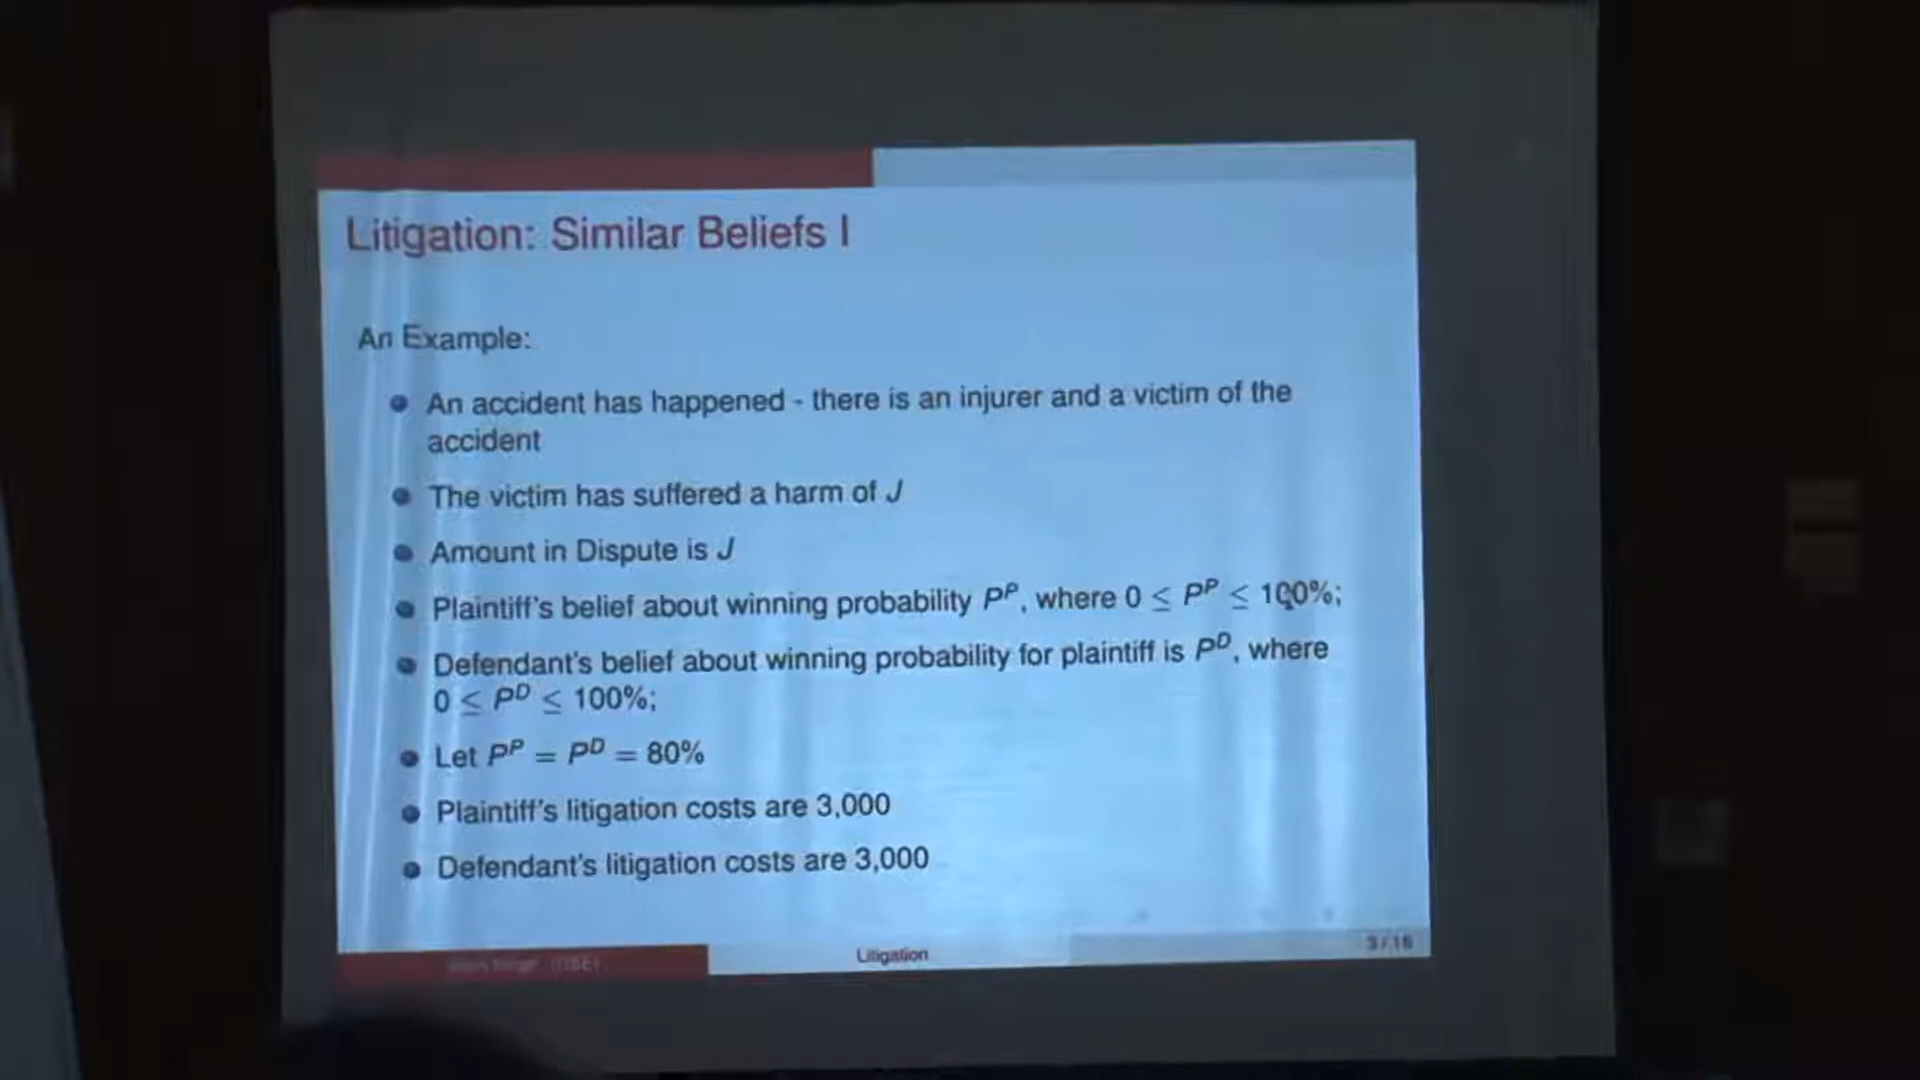 Litigation: Similar Beliefs I
An Example:
An accident has happened - there is an injurer and a victim of the
accident
The victim has suffered a harm of J
Amount in Dispute is J
Plaintiff's belief about winning probability P^P, where 0 ≤ P^P ≤ 100%;
Defendant's belief about winning probability for plaintiff is P^D, where
0 ≤ P^D ≤ 100%;
Let P^P = P^D = 80%
Plaintiff's litigation costs are 3,000
Defendant's litigation costs are 3,000
Litigation
3 / 16